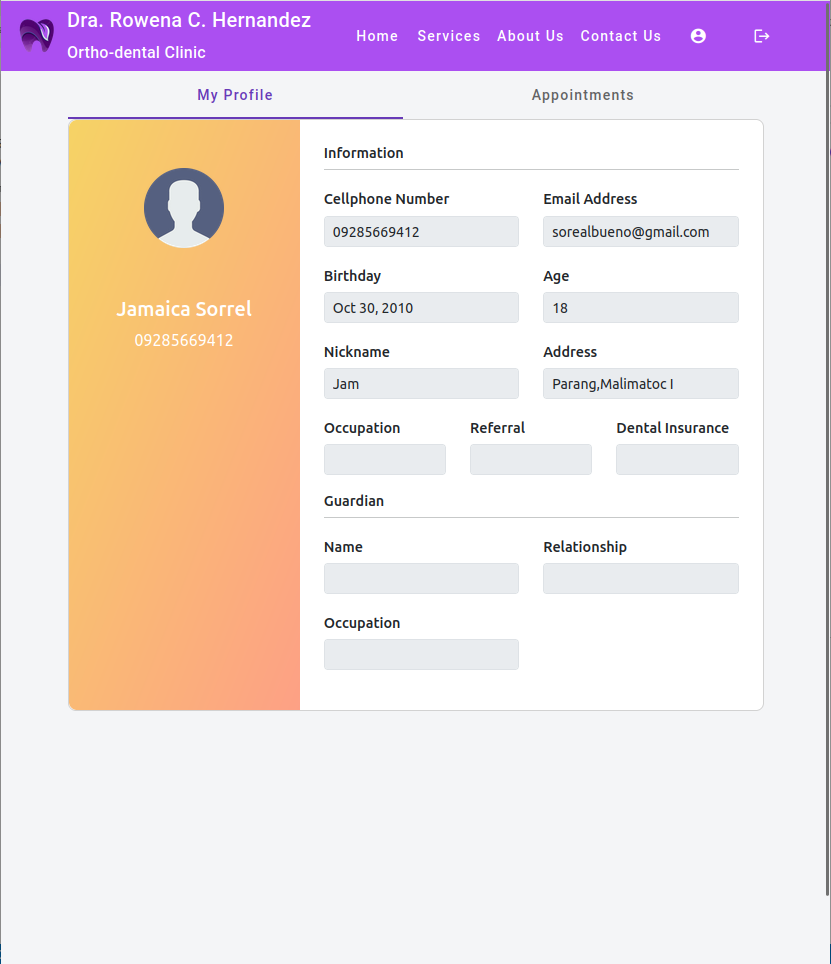 Dra. Rowena C. Hernandez
Ortho-dental Clinic
Home Services About Us Contact Us
My Profile Appointments
Jamaica Sorrel
09285669412
Information
Cellphone Number Email Address
09285669412 sorealbueno@gmail.com
Birthday Age
Oct 30, 2010 18
Nickname Address
Jam Parang,Malimatoc I
Occupation Referral Dental Insurance
Guardian
Name Relationship
Occupation